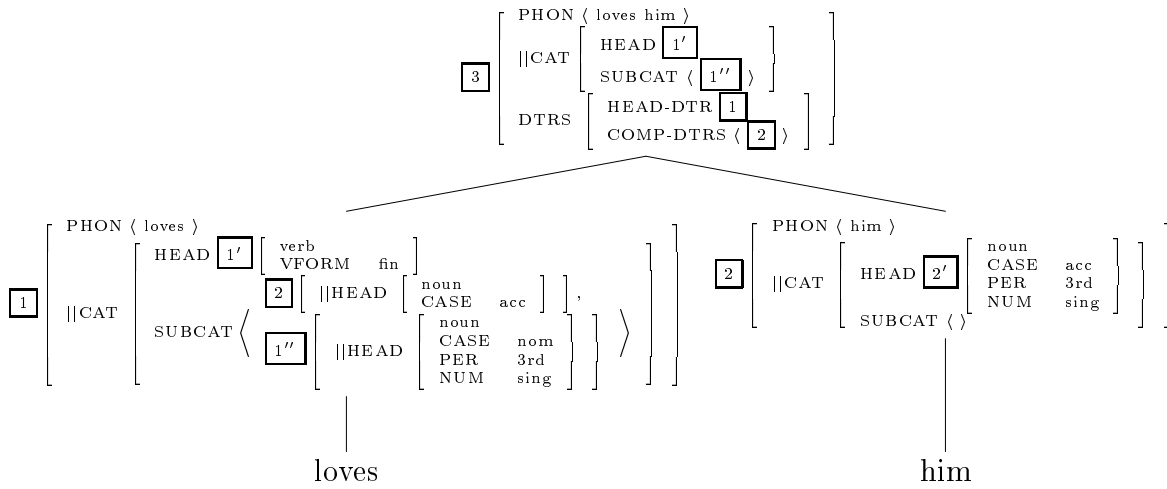 PHON ⟨ loves him ⟩
HEAD 1′
||CAT
SUBCAT ⟨ 1′′ ⟩
3
HEAD-DTR 1
DTRS
COMP-DTRS ⟨ 2 ⟩
PHON ⟨ loves ⟩
HEAD 1′ verb
VFORM fin
2 ||HEAD noun
CASE acc ,
1 ||CAT
SUBCAT ⟨ ⟩
1′′ ||HEAD noun
CASE nom
PER 3rd
NUM sing
PHON ⟨ him ⟩
2 ||CAT HEAD 2′ noun
CASE acc
PER 3rd
NUM sing
SUBCAT ⟨ ⟩
loves him